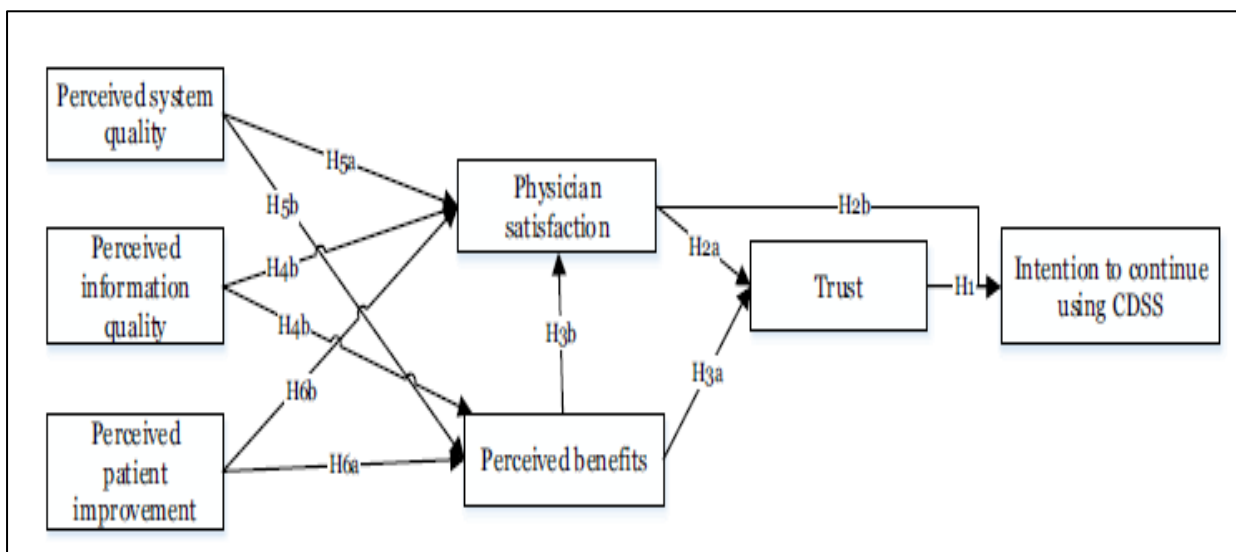 Perceived system
quality
H5a
H5b
Perceived
information
quality
H4b
H4b
H6b
Perceived
patient
improvement
H6a
Physician
satisfaction
H3b
Perceived benefits
H2b
H2a
H3a
Trust
H1
Intention to continue
using CDSS